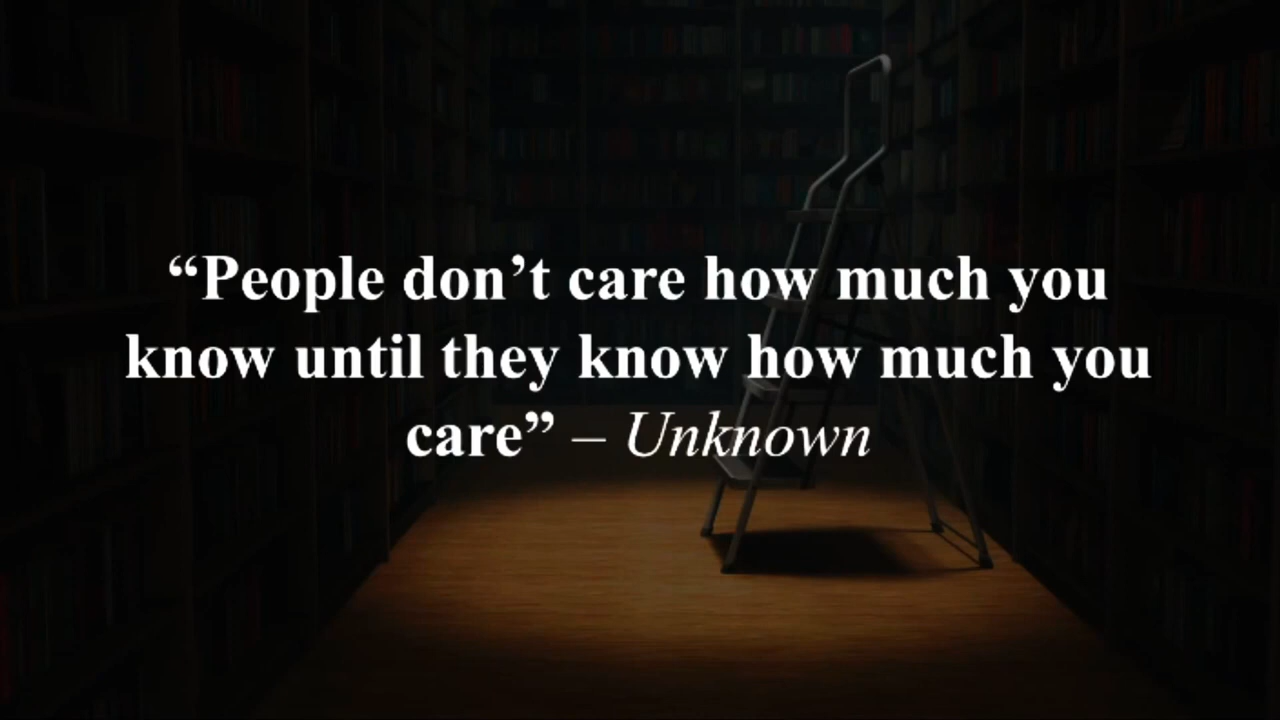 “People don’t care how much you
know until they know how much you
care” – Unknown